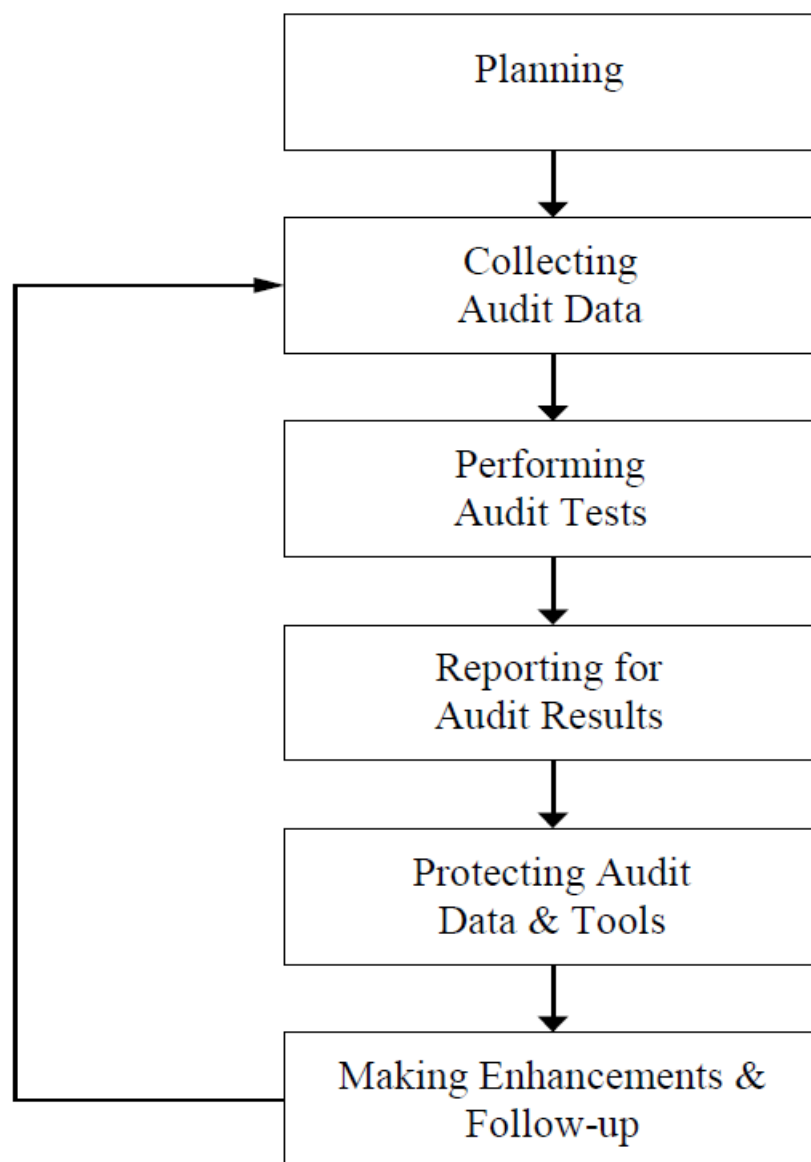 Planning
Collecting
Audit Data
Performing
Audit Tests
Reporting for
Audit Results
Protecting Audit
Data & Tools
Making Enhancements &
Follow-up